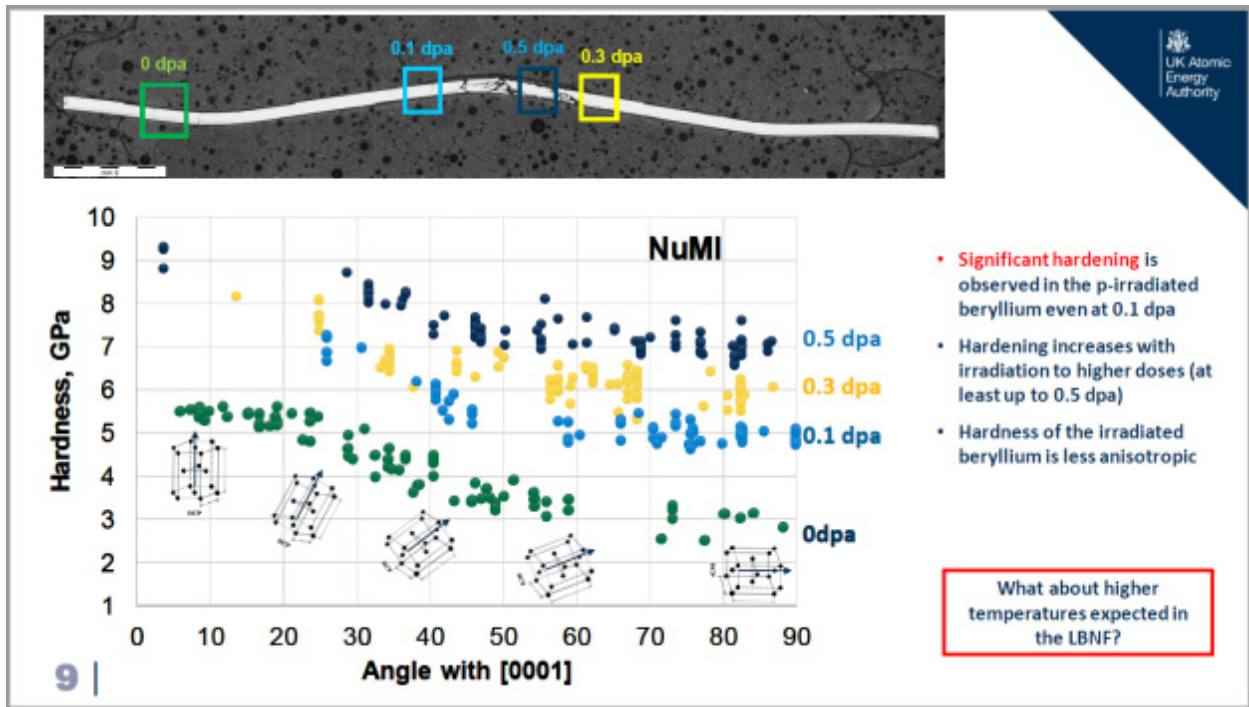 0 dpa
0.1 dpa
0.5 dpa
0.3 dpa
UK Atomic
Energy
Authority
NuMI
Hardness, GPa
10
9
8
7
6
5
4
3
2
1
0
10
20
30
40
50
60
70
80
90
Angle with [0001]
0.5 dpa
0.3 dpa
0.1 dpa
0dpa
• Significant hardening is
observed in the p-irradiated
beryllium even at 0.1 dpa
• Hardening increases with
irradiation to higher doses (at
least up to 0.5 dpa)
• Hardness of the irradiated
beryllium is less anisotropic
What about higher
temperatures expected in
the LBNF?
9